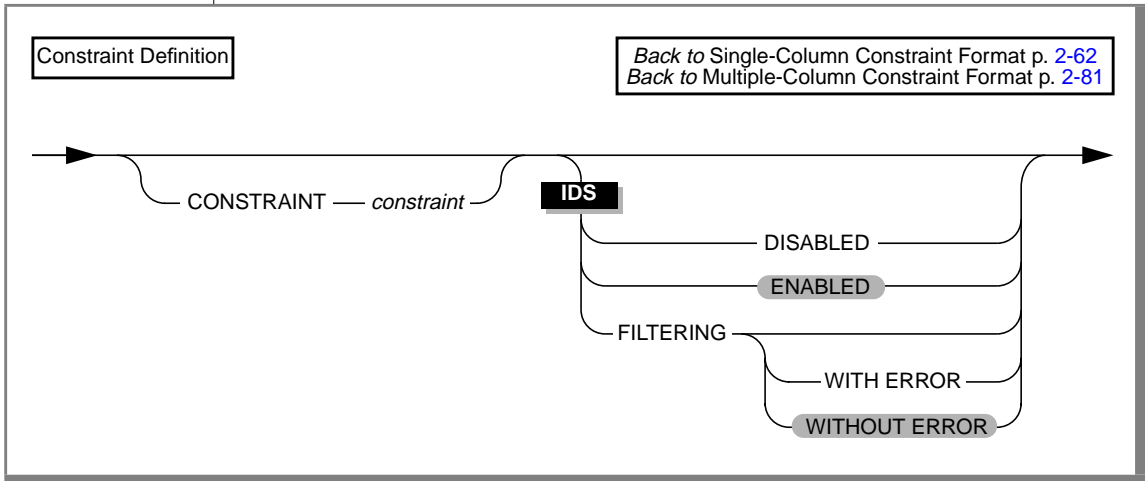 Constraint Definition
Back to Single-Column Constraint Format p. 2-62
Back to Multiple-Column Constraint Format p. 2-81
CONSTRAINT constraint
IDS
DISABLED
ENABLED
FILTERING
WITH ERROR
WITHOUT ERROR